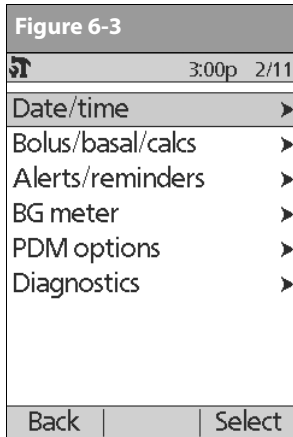 Figure 6-3
3:00p 2/11
Date/time
Bolus/basal/calcs
Alerts/reminders
BG meter
PDM options
Diagnostics
Back Select